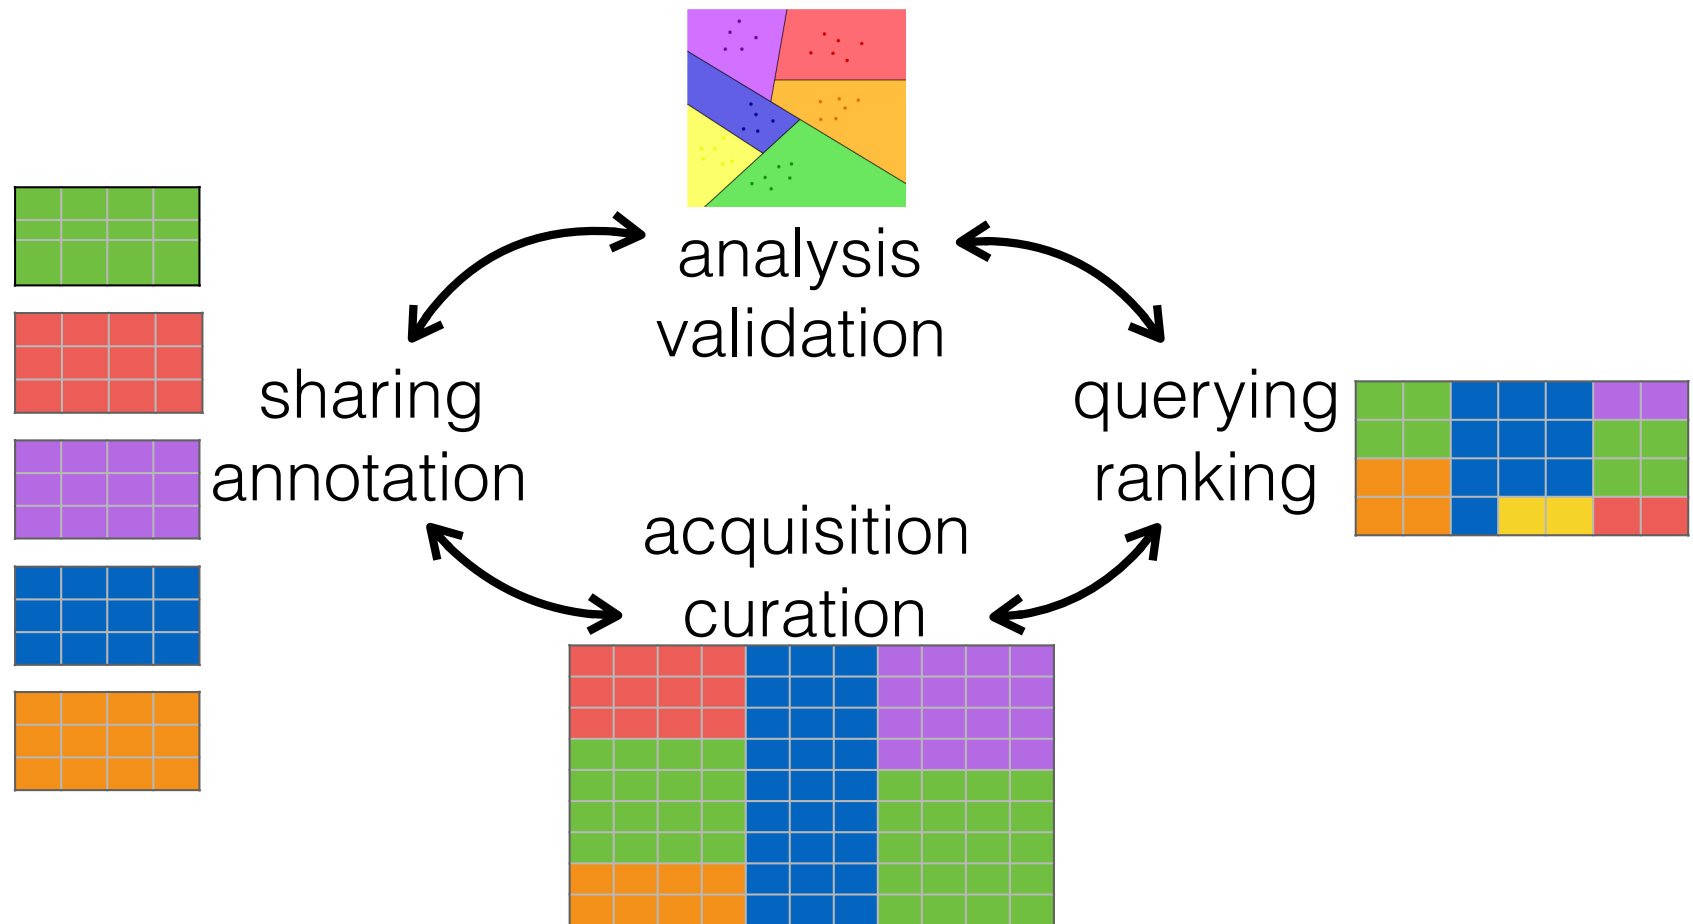 analysis
validation
sharing
annotation
querying
ranking
acquisition
curation